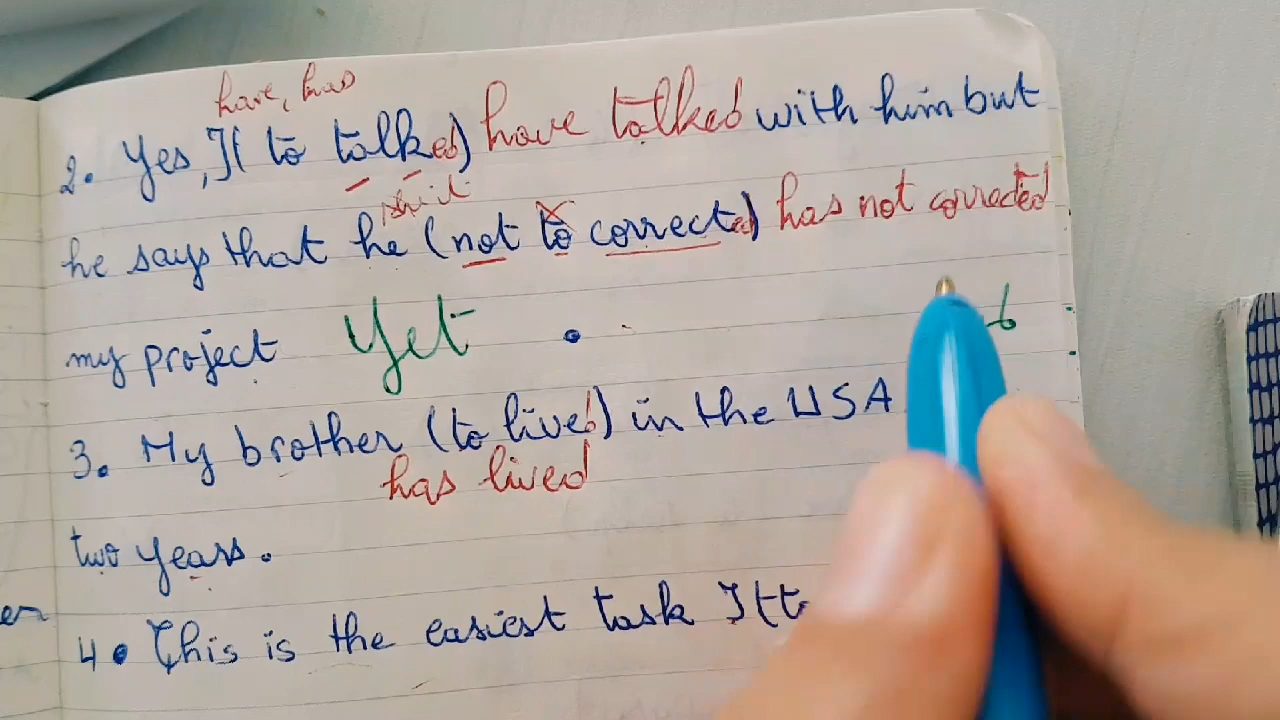 have, has
2. Yes, I ( to talked) have talked with him but
he says that he (not to corrected) has not corrected
my project yet .
3. My brother (to lived) in the USA
has lived
two years.
er
4. This is the easiest task I (t